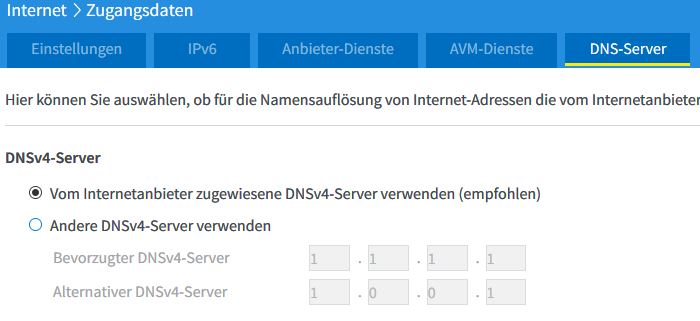 Internet > Zugangsdaten
Einstellungen IPv6 Anbieter-Dienste AVM-Dienste DNS-Server
Hier können Sie auswählen, ob für die Namensauflösung von Internet-Adressen die vom Internetanbieter
DNSv4-Server
Vom Internetanbieter zugewiesene DNSv4-Server verwenden (empfohlen)
Andere DNSv4-Server verwenden
Bevorzugter DNSv4-Server 1 . 1 . 1 . 1
Alternativer DNSv4-Server 1 . 0 . 0 . 1